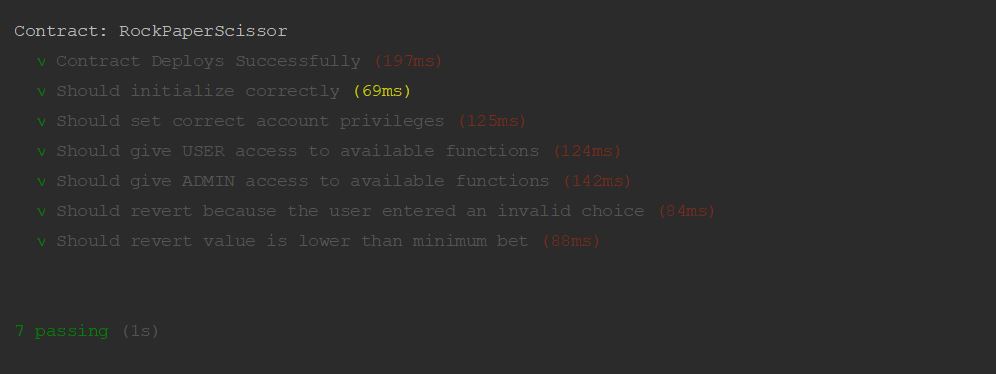 Contract: RockPaperScissor
v Contract Deploys Successfully (197ms)
v Should initialize correctly (69ms)
v Should set correct account privileges (125ms)
v Should give USER access to available functions (124ms)
v Should give ADMIN access to available functions (142ms)
v Should revert because the user entered an invalid choice (84ms)
v Should revert value is lower than minimum bet (88ms)
7 passing (1s)